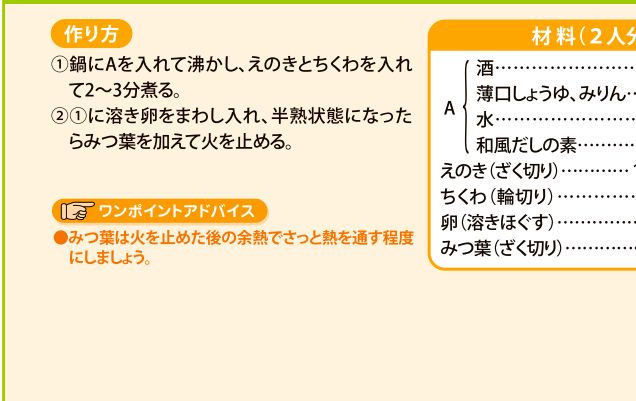 作り方
①鍋にAを入れて沸かし、えのきとちくわを入れ
て2〜3分煮る。
②①に溶き卵をまわし入れ、半熟状態になった
らみつ葉を加えて火を止める。
ワンポイントアドバイス
●みつ葉は火を止めた後の余熱でさっと熱を通す程度
にしましょう。
材料(2人分
A
酒……………………
薄口しょうゆ、みりん…
水……………………
和風だしの素………
えのき(ざく切り)…………
ちくわ(輪切り)…………
卵(溶きほぐす)…………
みつ葉(ざく切り)…………